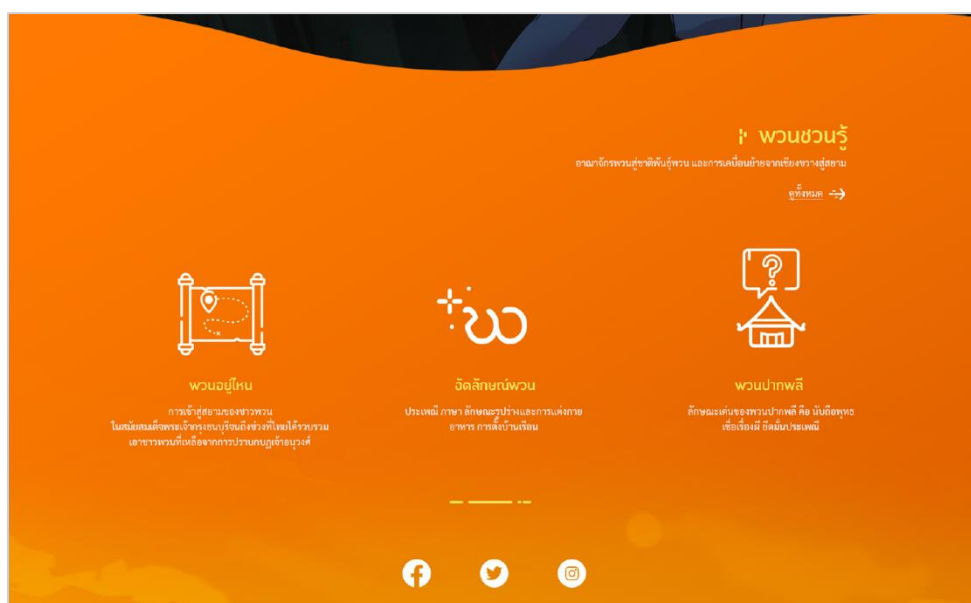 พวนชวนรู้
อาณาจักรพวนสู่ชาติพันธุ์พวน และการเคลื่อนย้ายจากเชียงขวางสู่สยาม
ดูทั้งหมด
พวนอยู่ไหน
การเข้าสู่สยามของชาวพวน
ในสมัยสมเด็จพระเจ้ากรุงธนบุรีจนถึงช่วงที่ไทยได้รวบรวม
เอาชาวพวนที่เหลือจากการปราบกบฏเจ้าอนุวงศ์
อัตลักษณ์พวน
ประเพณี ภาษา ลักษณะรูปร่างและการแต่งกาย
อาหาร การตั้งบ้านเรือน
พวนปากพลี
ลักษณะเด่นของพวนปากพลี คือ นับถือพุทธ
เชื่อเรื่องผี ยึดมั่นประเพณี